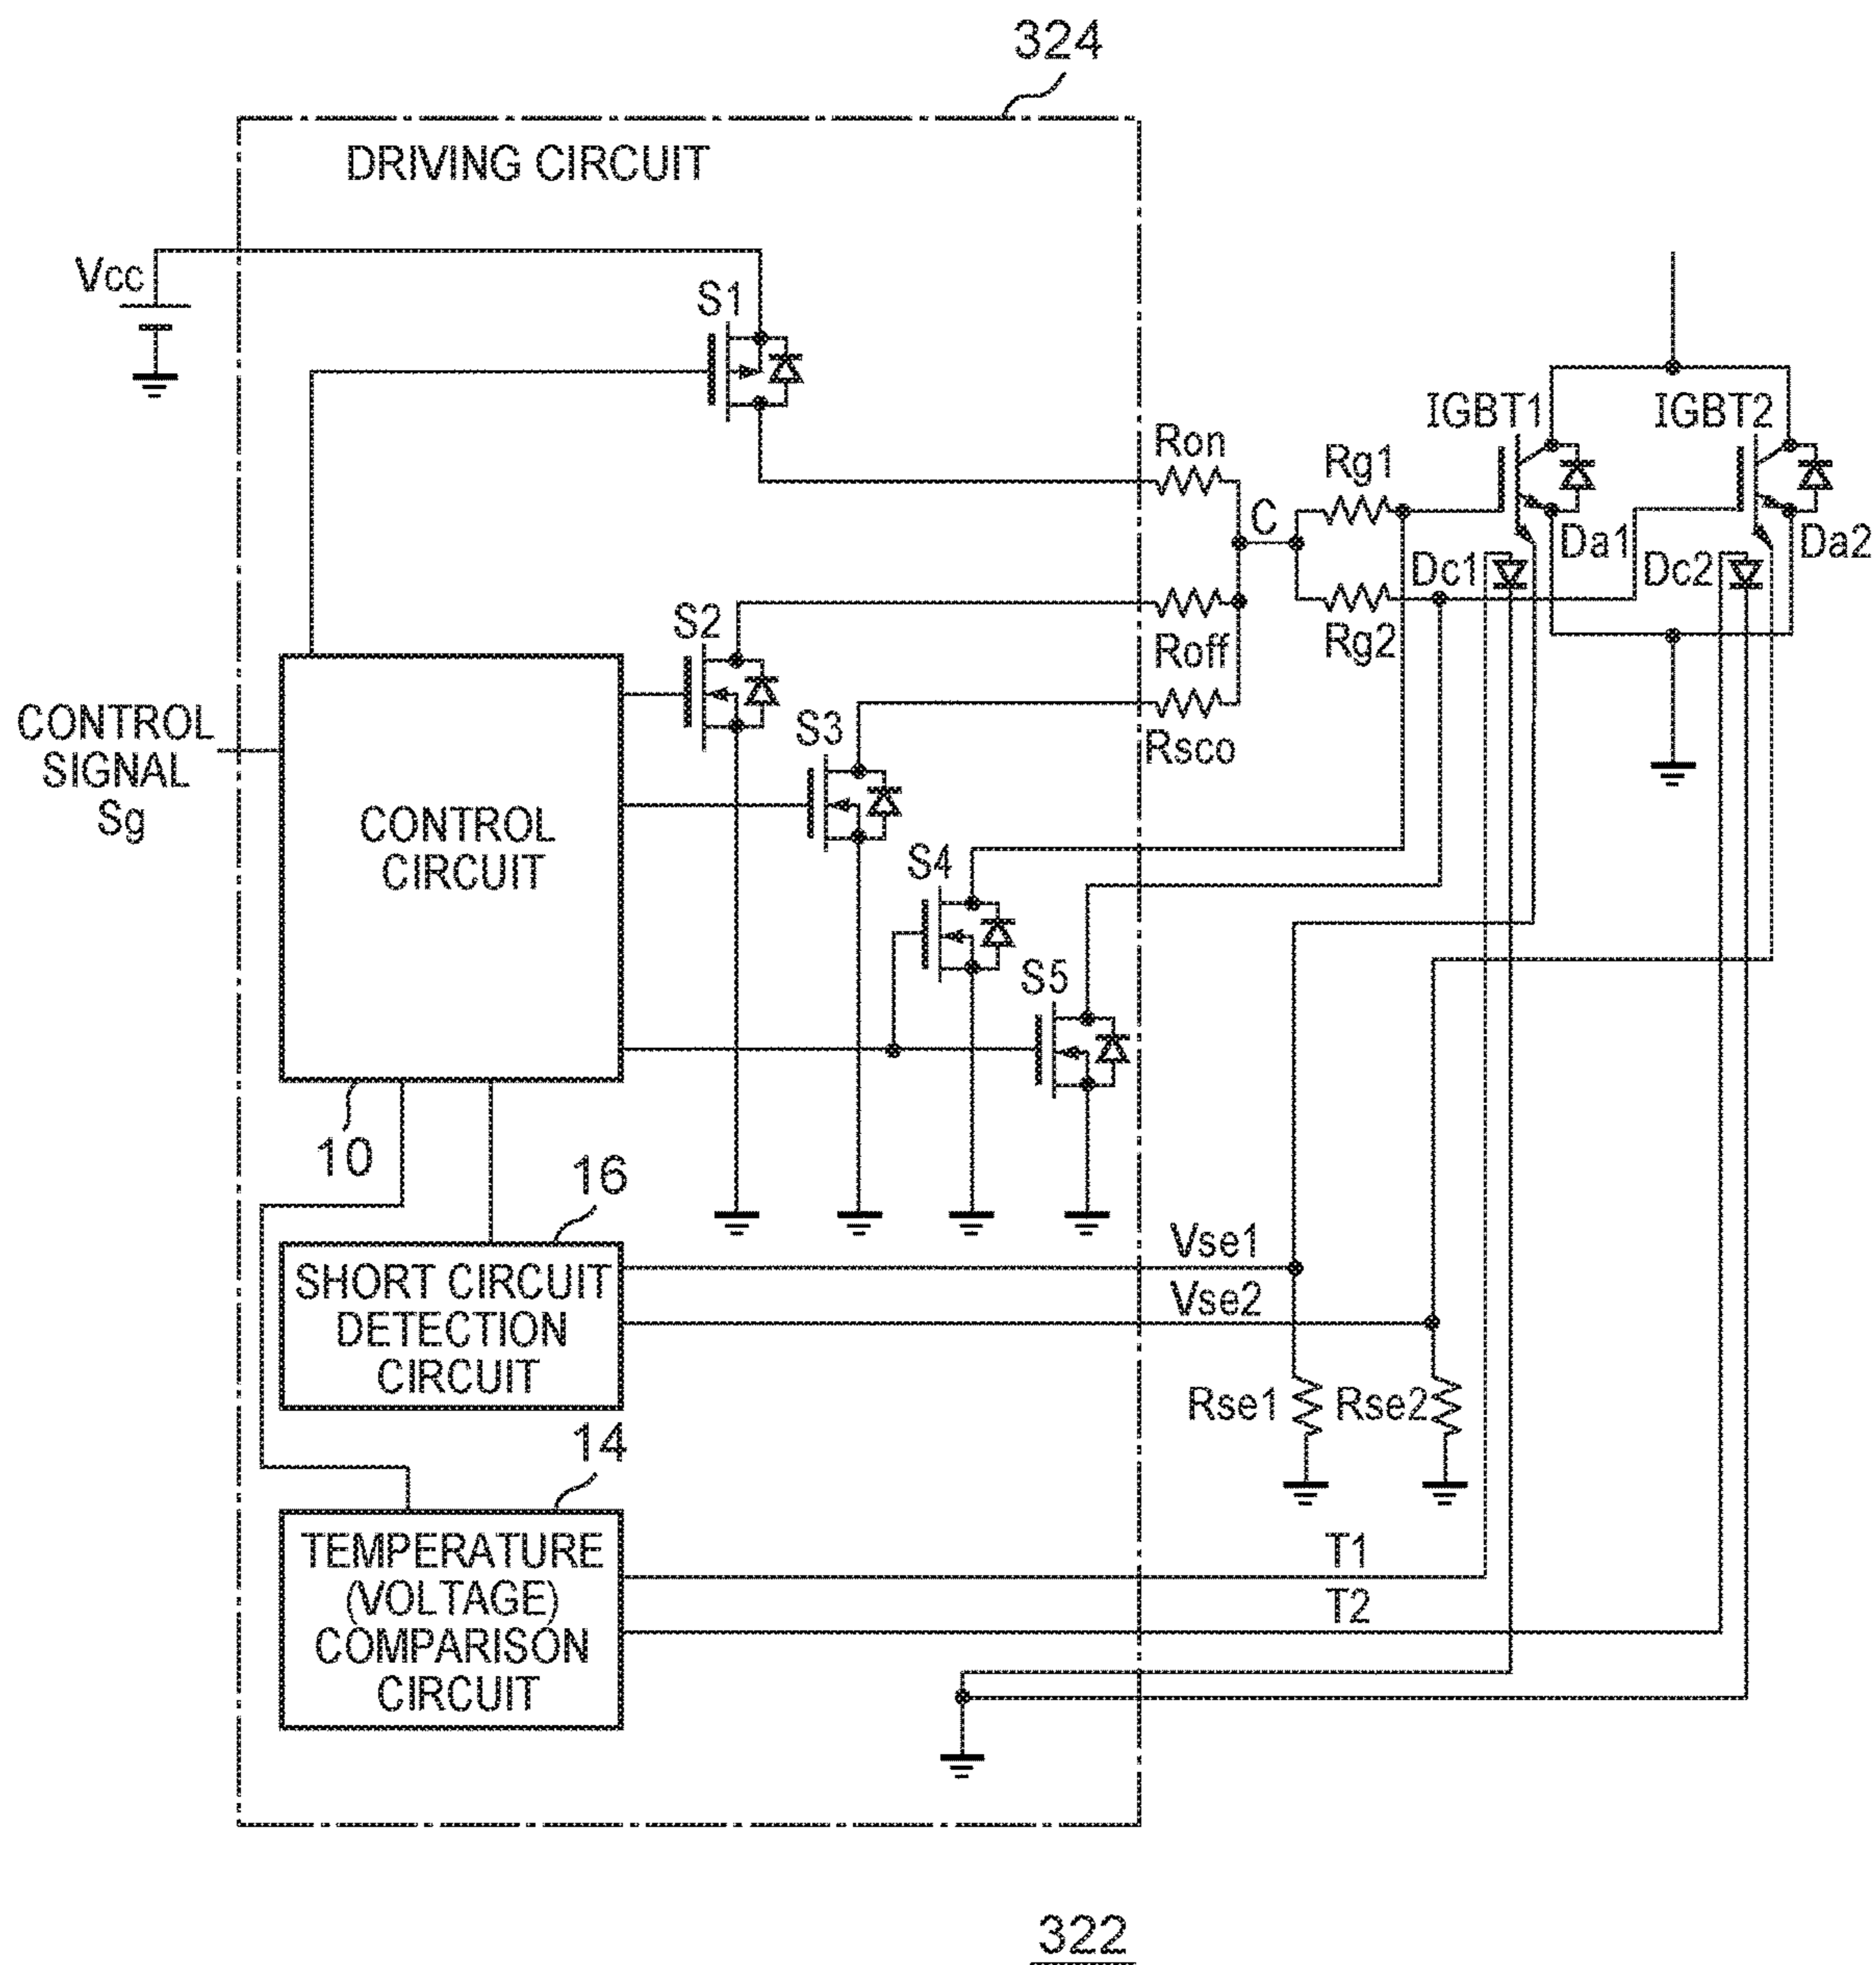 324
DRIVING CIRCUIT
Vcc
S1
IGBT1
IGBT2
Ron
Rg1
C
Da1
Da2
Dc1
Dc2
S2
Roff
Rg2
CONTROL
SIGNAL
Sg
S3
Rsco
CONTROL
CIRCUIT
S4
S5
10
16
Vse1
SHORT CIRCUIT
DETECTION
CIRCUIT
Vse2
Rse1
Rse2
14
TEMPERATURE
(VOLTAGE)
COMPARISON
CIRCUIT
T1
T2
322